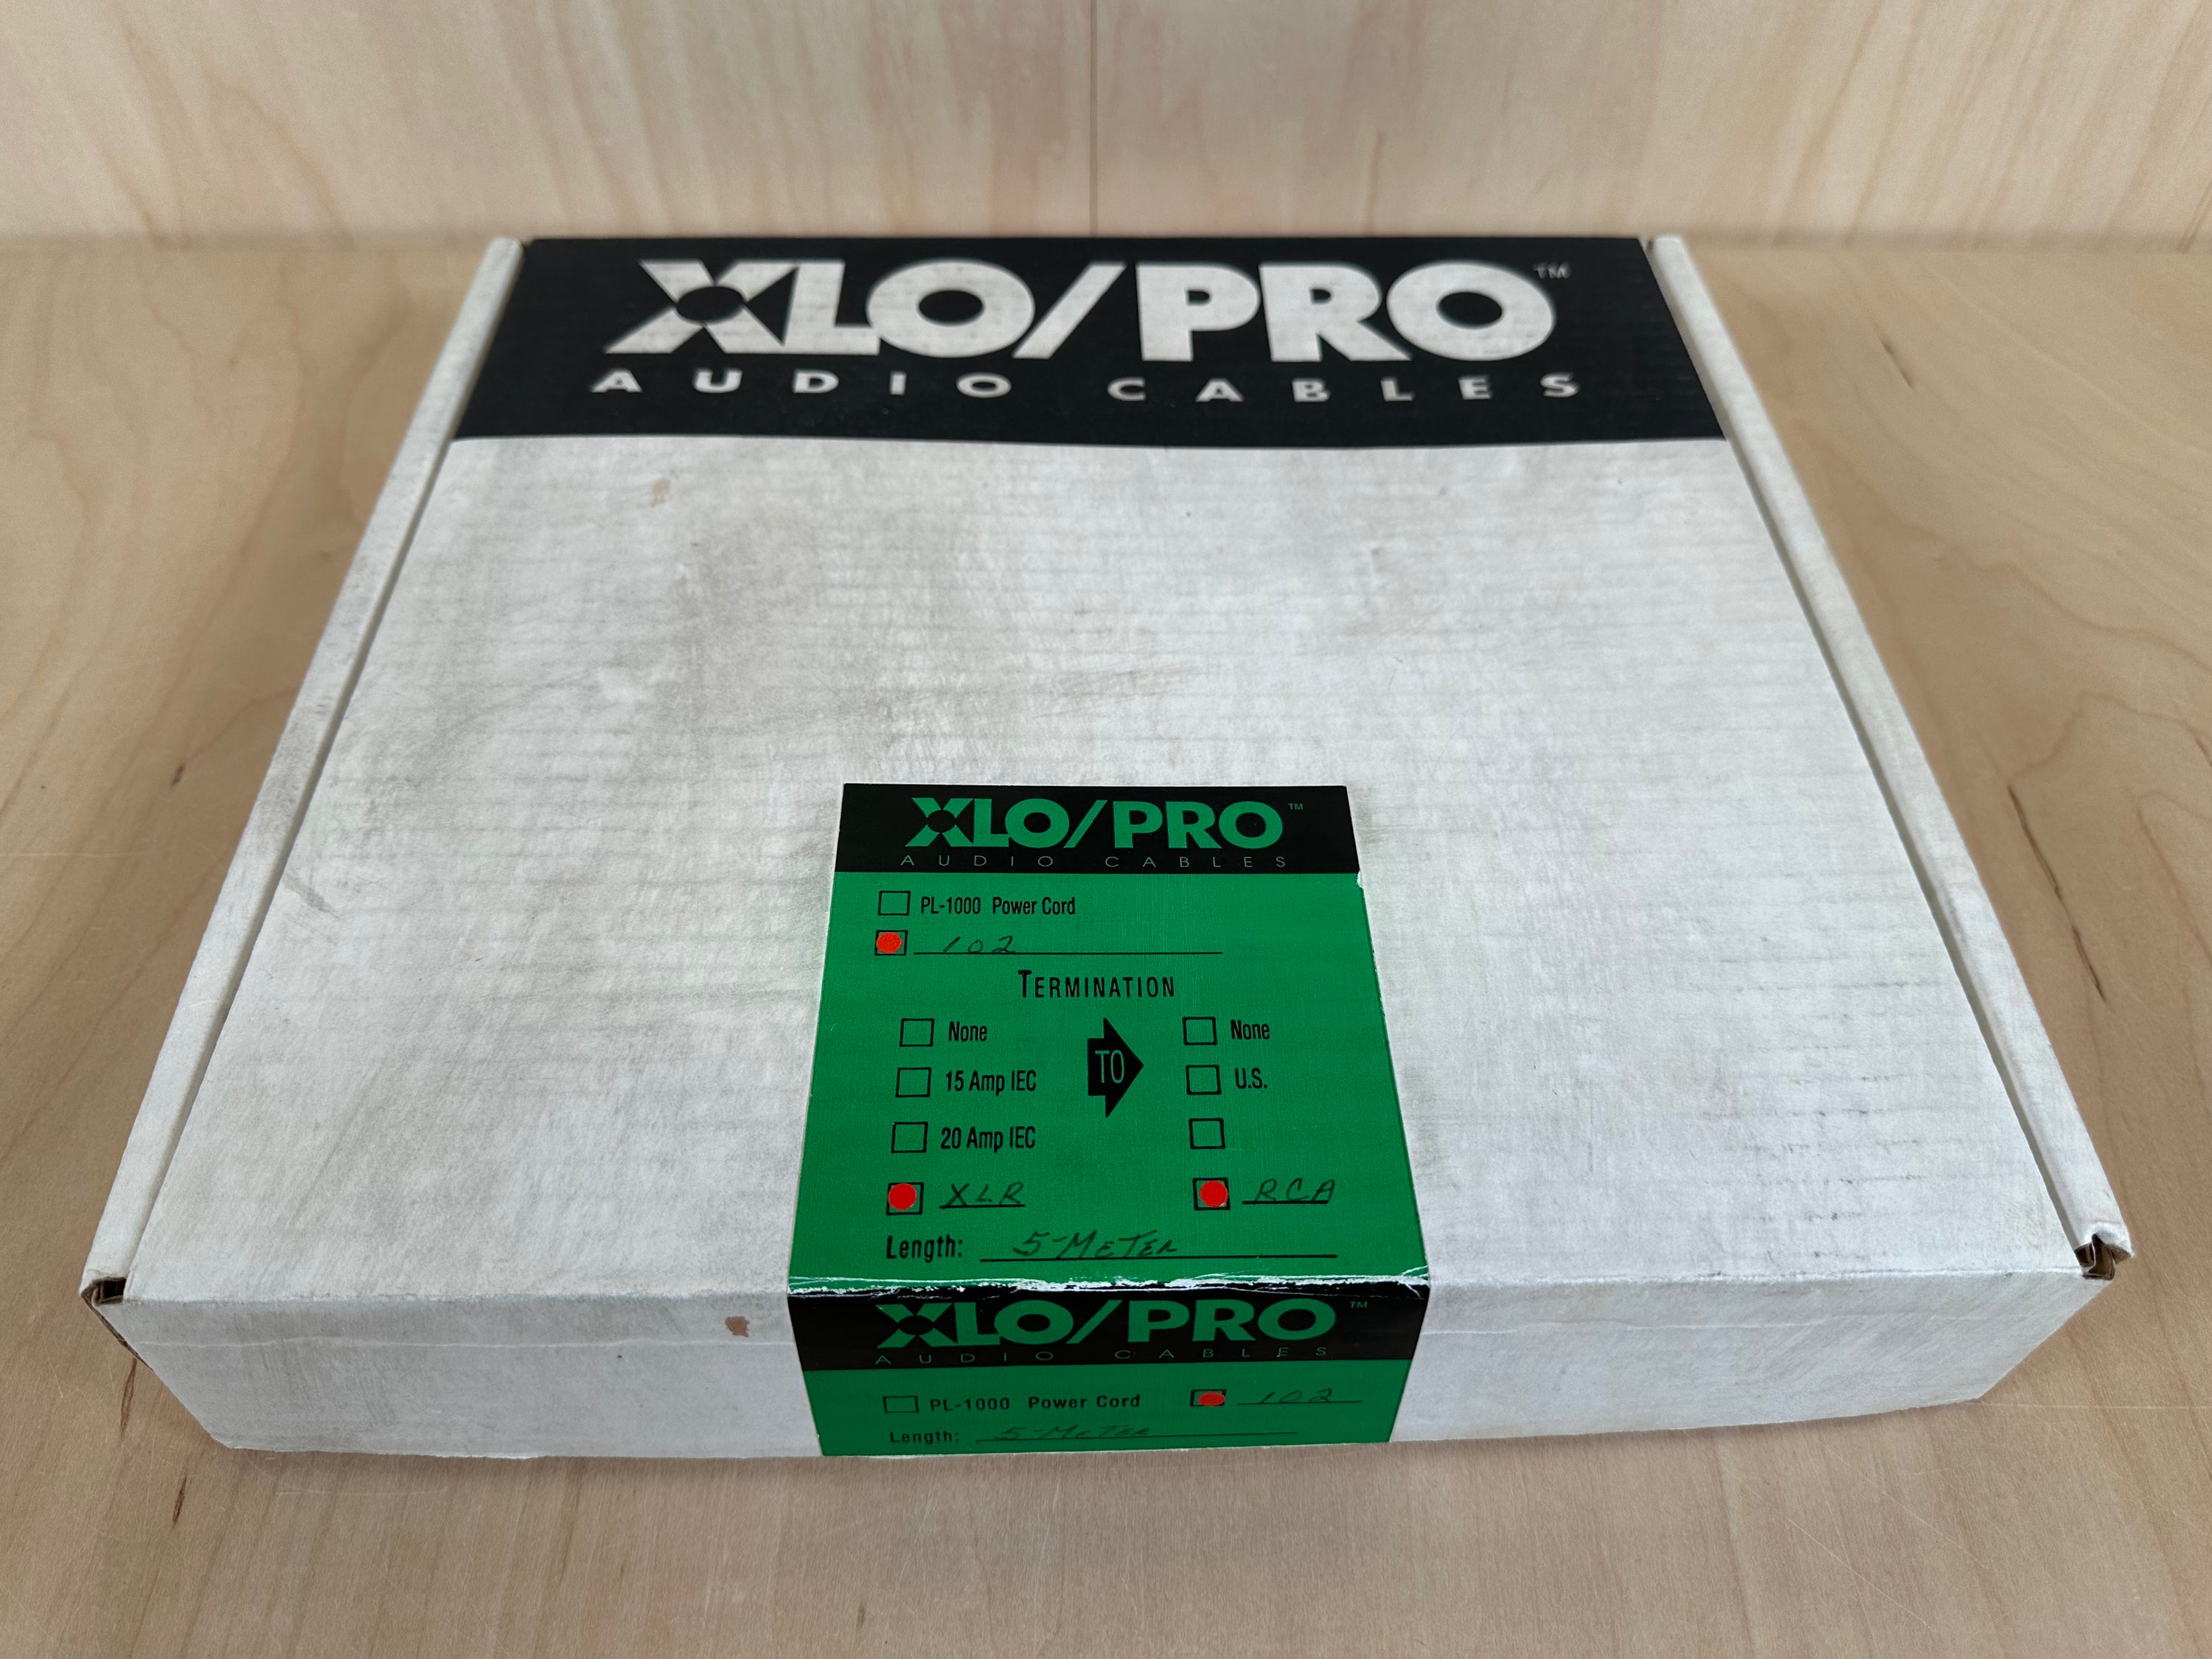 XLO/PRO™
AUDIO CABLES
XLO/PRO™
AUDIO CABLES
PL-1000 Power Cord
102
TERMINATION
None TO None
15 Amp IEC U.S.
20 Amp IEC
XLR RCA
Length: 5-METER
XLO/PRO™
AUDIO CABLES
PL-1000 Power Cord 102
Length: 5-METER